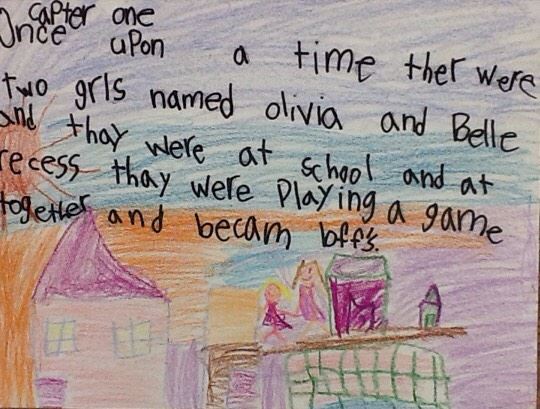 capter one
Once upon a time ther were
two grls named olivia and Belle
and thay were at school and at
recess thay were Playing a game
together and becam bff's.